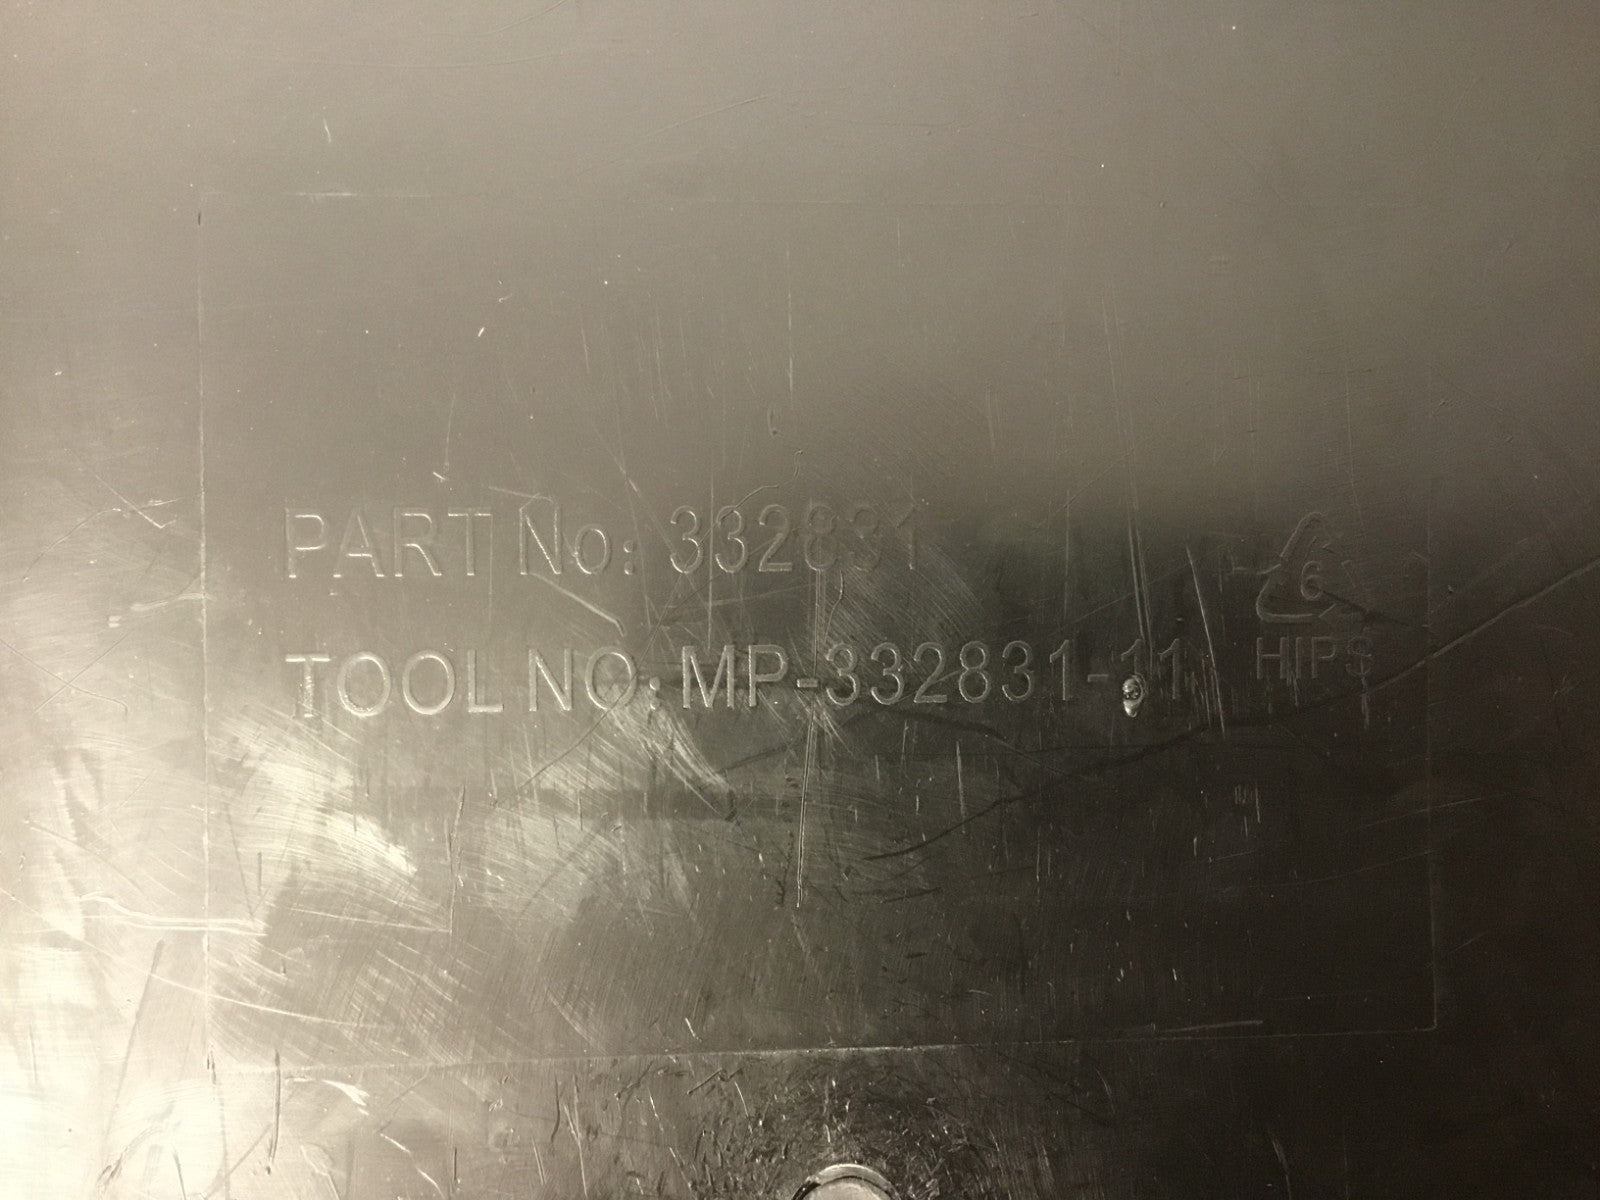 PART No: 332831
TOOL NO: MP-332831-11
6
HIPS